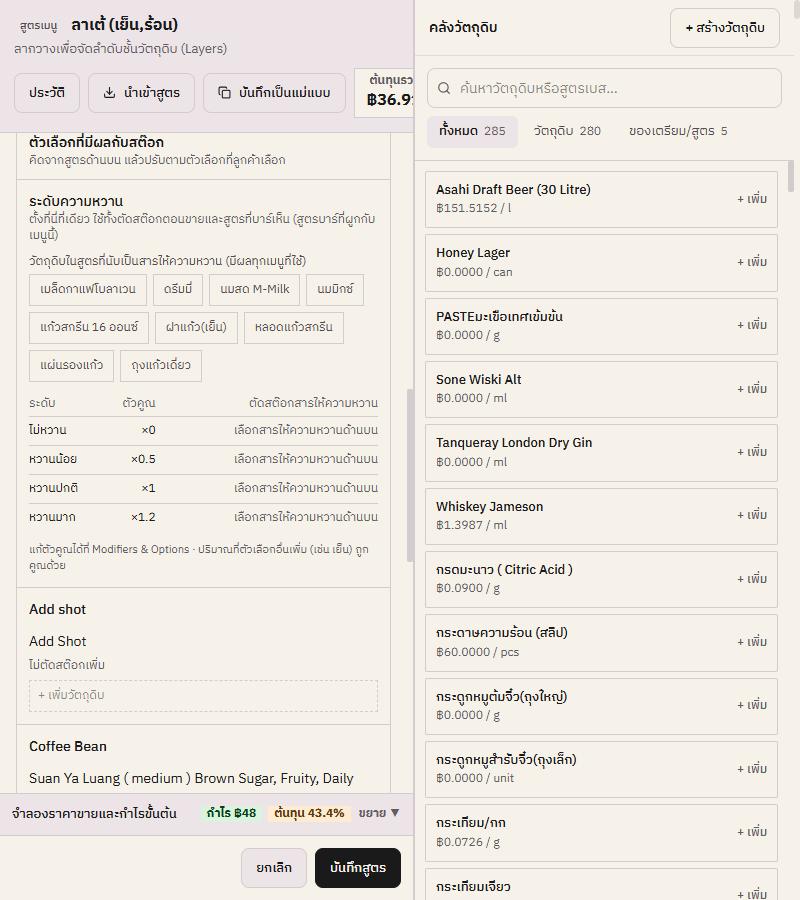 สูตรเมนู ลาเต้ (เย็น,ร้อน)
ลากวางเพื่อจัดลำดับชั้นวัตถุดิบ (Layers)
ประวัติ
นำเข้าสูตร
บันทึกเป็นแม่แบบ
ต้นทุนรว
฿36.9
ตัวเลือกที่มีผลกับสต๊อก
คิดจากสูตรด้านบน แล้วปรับตามตัวเลือกที่ลูกค้าเลือก
ระดับความหวาน
ตั้งที่นี่ที่เดียว ใช้ทั้งตัดสต๊อกตอนขายและสูตรที่บาร์เห็น (สูตรบาร์ที่ผูกกับ
เมนูนี้)
วัตถุดิบในสูตรที่นับเป็นสารให้ความหวาน (มีผลทุกเมนูที่ใช้)
เมล็ดกาแฟโบลาเวน ดรีมมี่ นมสด M-Milk นมมิกซ์
แก้วสกรีน 16 ออนซ์ ฝาแก้ว(เย็น) หลอดแก้วสกรีน
แผ่นรองแก้ว ถุงแก้วเดี่ยว
ระดับ ตัวคูณ ตัดสต๊อกสารให้ความหวาน
ไม่หวาน ×0 เลือกสารให้ความหวานด้านบน
หวานน้อย ×0.5 เลือกสารให้ความหวานด้านบน
หวานปกติ ×1 เลือกสารให้ความหวานด้านบน
หวานมาก ×1.2 เลือกสารให้ความหวานด้านบน
แก้ตัวคูณได้ที่ Modifiers & Options · ปริมาณที่ตัวเลือกอื่นเพิ่ม (เช่น เย็น) ถูก
คูณด้วย
Add shot
Add Shot
ไม่ตัดสต๊อกเพิ่ม
+ เพิ่มวัตถุดิบ
Coffee Bean
Suan Ya Luang ( medium ) Brown Sugar, Fruity, Daily
จำลองราคาขายและกำไรขั้นต้น กำไร ฿48 ต้นทุน 43.4% ขยาย ▼
ยกเลิก บันทึกสูตร
คลังวัตถุดิบ + สร้างวัตถุดิบ
ค้นหาวัตถุดิบหรือสูตรเบส...
ทั้งหมด 285 วัตถุดิบ 280 ของเตรียม/สูตร 5
Asahi Draft Beer (30 Litre)
฿151.5152 / l
+ เพิ่ม
Honey Lager
฿0.0000 / can
+ เพิ่ม
PASTEมะเขือเทศเข้มข้น
฿0.0000 / g
+ เพิ่ม
Sone Wiski Alt
฿0.0000 / ml
+ เพิ่ม
Tanqueray London Dry Gin
฿0.0000 / ml
+ เพิ่ม
Whiskey Jameson
฿1.3987 / ml
+ เพิ่ม
กรดมะนาว ( Citric Acid )
฿0.0900 / g
+ เพิ่ม
กระดาษความร้อน (สลิป)
฿60.0000 / pcs
+ เพิ่ม
กระดูกหมูต้มจิ๋ว(ถุงใหญ่)
฿0.0000 / g
+ เพิ่ม
กระดูกหมูสำรับจิ๋ว(ถุงเล็ก)
฿0.0000 / unit
+ เพิ่ม
กระเทียม/กก
฿0.0726 / g
+ เพิ่ม
กระเทียมเจียว
+ เพิ่ม